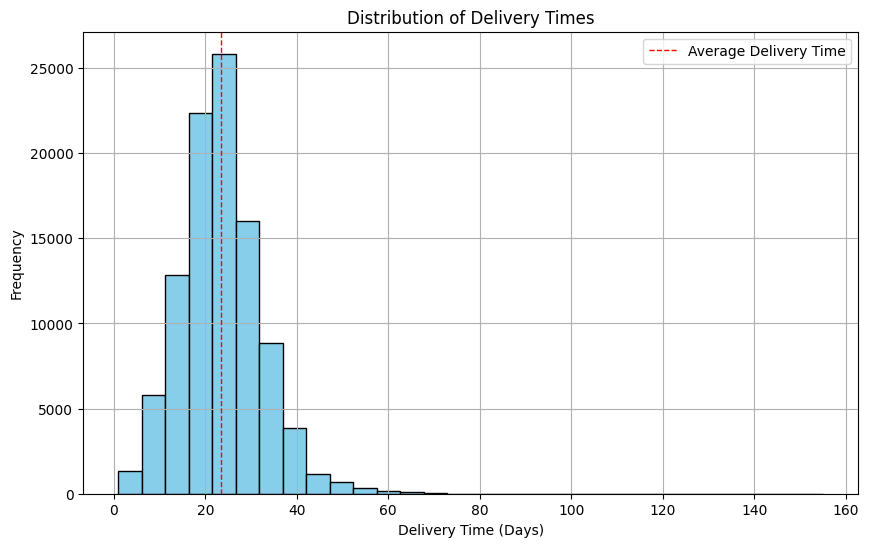 Distribution of Delivery Times
Average Delivery Time
Frequency
25000
20000
15000
10000
5000
0
0 20 40 60 80 100 120 140 160
Delivery Time (Days)